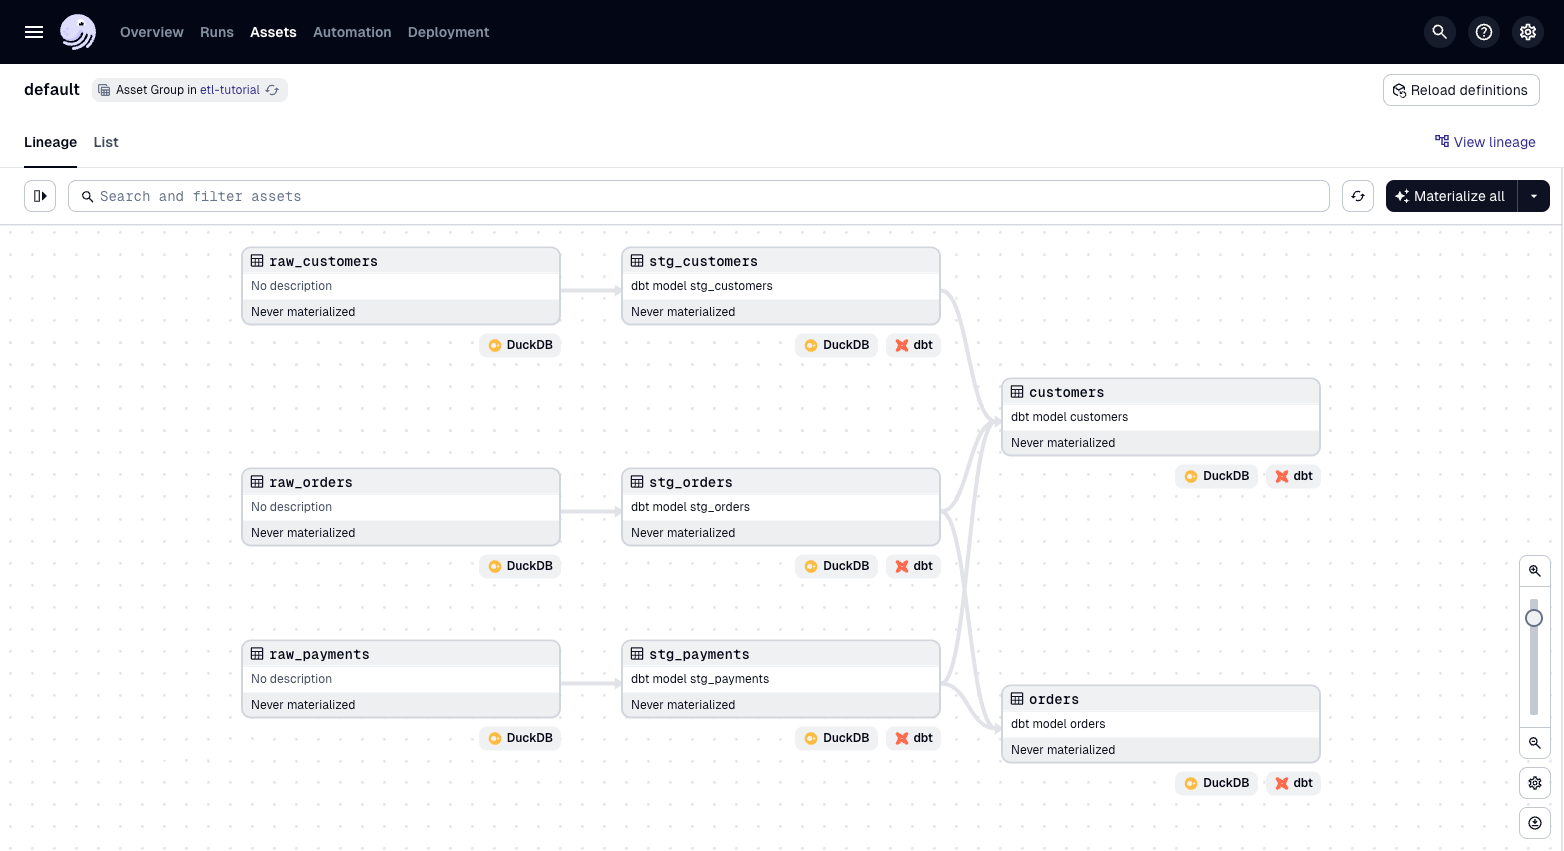 Overview Runs Assets Automation Deployment
default Asset Group in etl-tutorial Reload definitions
Lineage List View lineage
Search and filter assets Materialize all
raw_customers
No description
Never materialized
DuckDB
stg_customers
dbt model stg_customers
Never materialized
DuckDB dbt
customers
dbt model customers
Never materialized
DuckDB dbt
raw_orders
No description
Never materialized
DuckDB
stg_orders
dbt model stg_orders
Never materialized
DuckDB dbt
raw_payments
No description
Never materialized
DuckDB
stg_payments
dbt model stg_payments
Never materialized
DuckDB dbt
orders
dbt model orders
Never materialized
DuckDB dbt